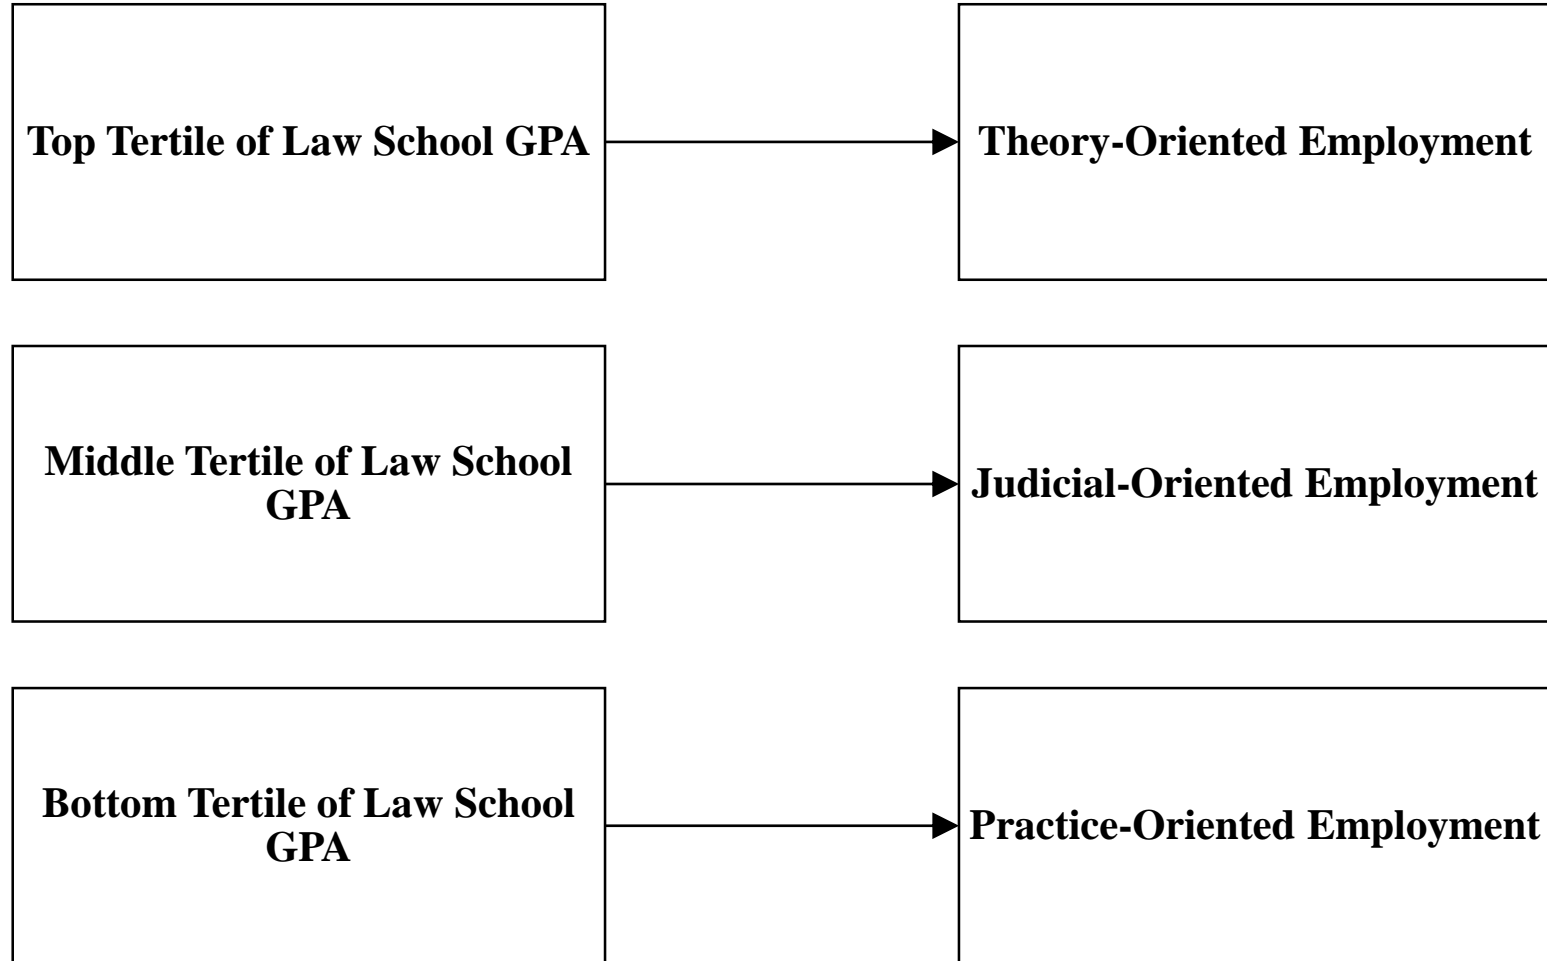 Top Tertile of Law School GPA
Theory-Oriented Employment
Middle Tertile of Law School
GPA
Judicial-Oriented Employment
Bottom Tertile of Law School
GPA
Practice-Oriented Employment